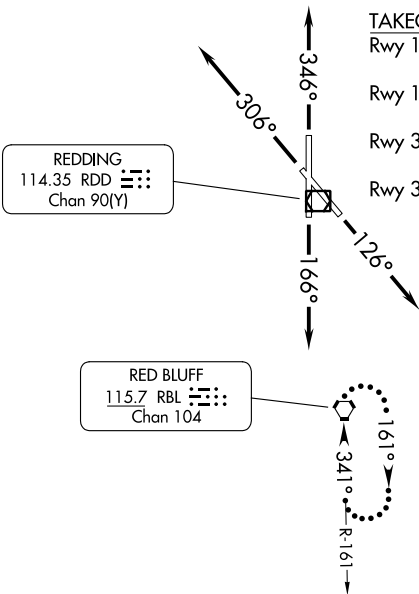 TAKEO
Rwy 1
Rwy 1
Rwy 3
Rwy 3
346°
306°
REDDING
114.35 RDD
Chan 90(Y)
126°
166°
RED BLUFF
115.7 RBL
Chan 104
161°
341°
R-161